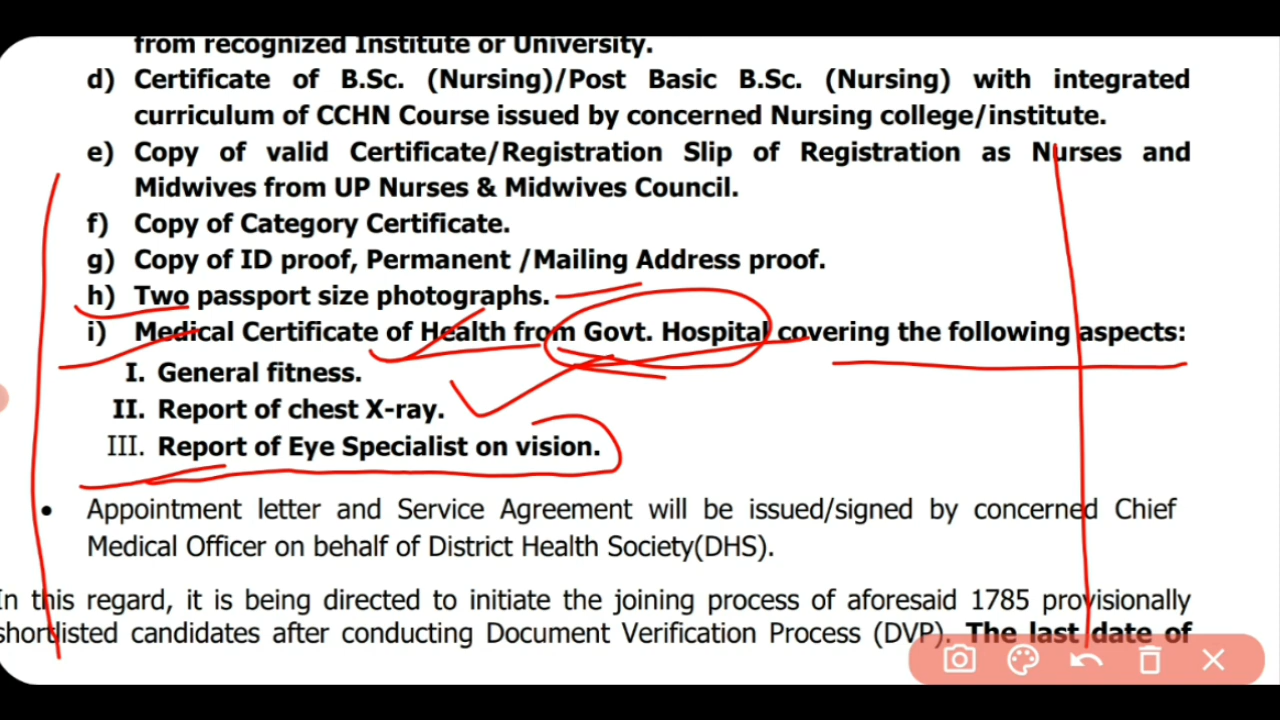 from recognized Institute or University.
d) Certificate of B.Sc. (Nursing)/Post Basic B.Sc. (Nursing) with integrated
curriculum of CCHN Course issued by concerned Nursing college/institute.
e) Copy of valid Certificate/Registration Slip of Registration as Nurses and
Midwives from UP Nurses & Midwives Council.
f) Copy of Category Certificate.
g) Copy of ID proof, Permanent /Mailing Address proof.
h) Two passport size photographs.
i) Medical Certificate of Health from Govt. Hospital covering the following aspects:
I. General fitness.
II. Report of chest X-ray.
III. Report of Eye Specialist on vision.
• Appointment letter and Service Agreement will be issued/signed by concerned Chief
Medical Officer on behalf of District Health Society(DHS).
In this regard, it is being directed to initiate the joining process of aforesaid 1785 provisionally
shortlisted candidates after conducting Document Verification Process (DVP). The last date of